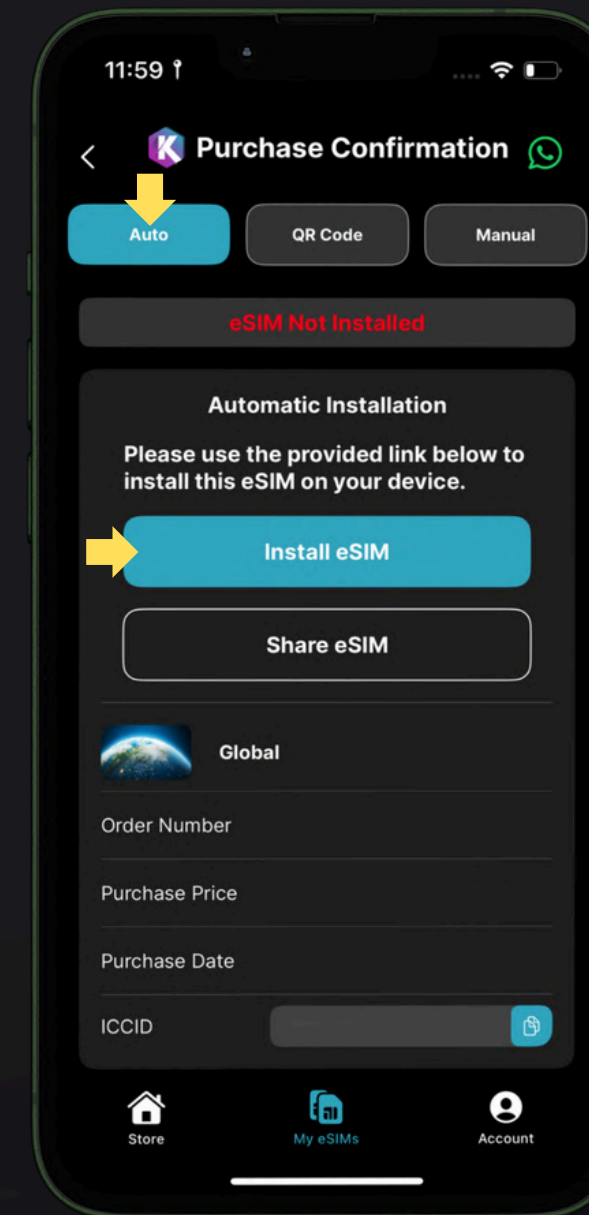 11:59
Purchase Confirmation
Auto
QR Code
Manual
eSIM Not Installed
Automatic Installation
Please use the provided link below to
install this eSIM on your device.
Install eSIM
Share eSIM
Global
Order Number
Purchase Price
Purchase Date
ICCID
Store
My eSIMs
Account